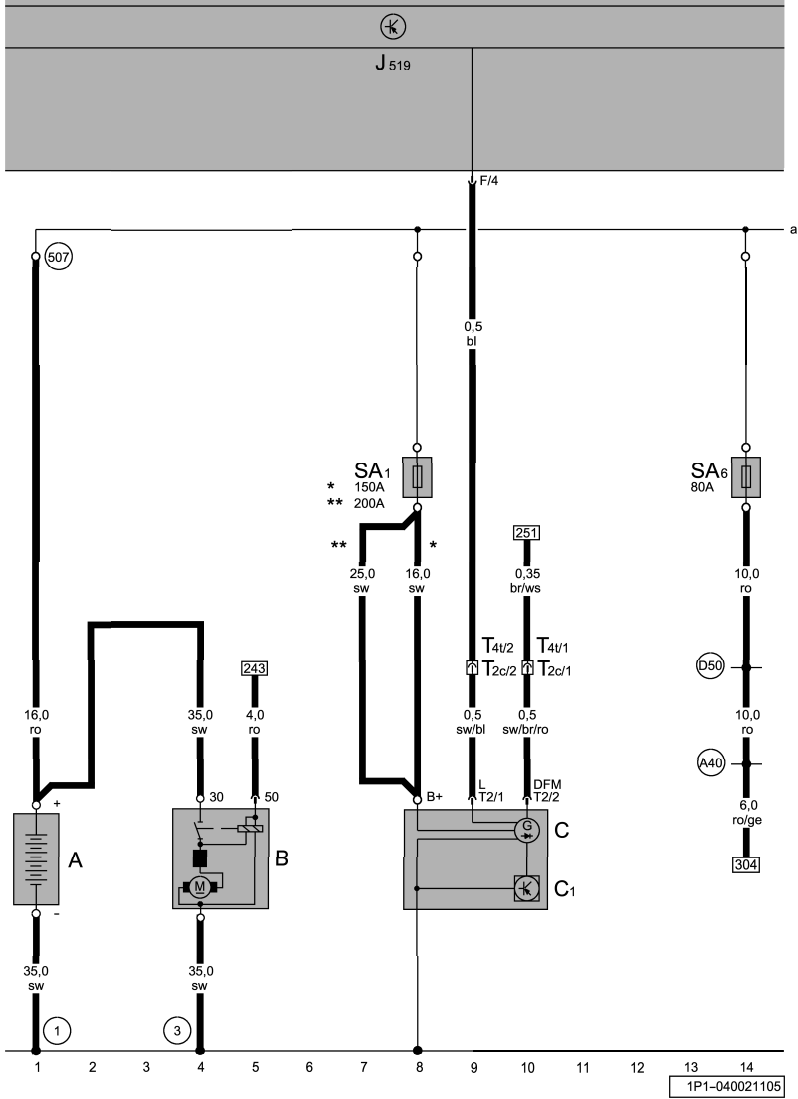 J 519
F/4
a
507
0,5
bl
SA1
* 150A
** 200A
SA6
80A
** *
251
25,0
sw
16,0
sw
0,35
br/ws
10,0
ro
T4t/2
T4t/1
T2c/2
T2c/1
D50
243
16,0
ro
35,0
sw
4,0
ro
0,5
sw/bl
0,5
sw/br/ro
10,0
ro
A40
+
30
50
B+
L
T2/1
DFM
T2/2
6,0
ro/ge
G
C
A
B
304
M
C1
–
35,0
sw
35,0
sw
1
3
1 2 3 4 5 6 7 8 9 10 11 12 13 14
1P1–040021105